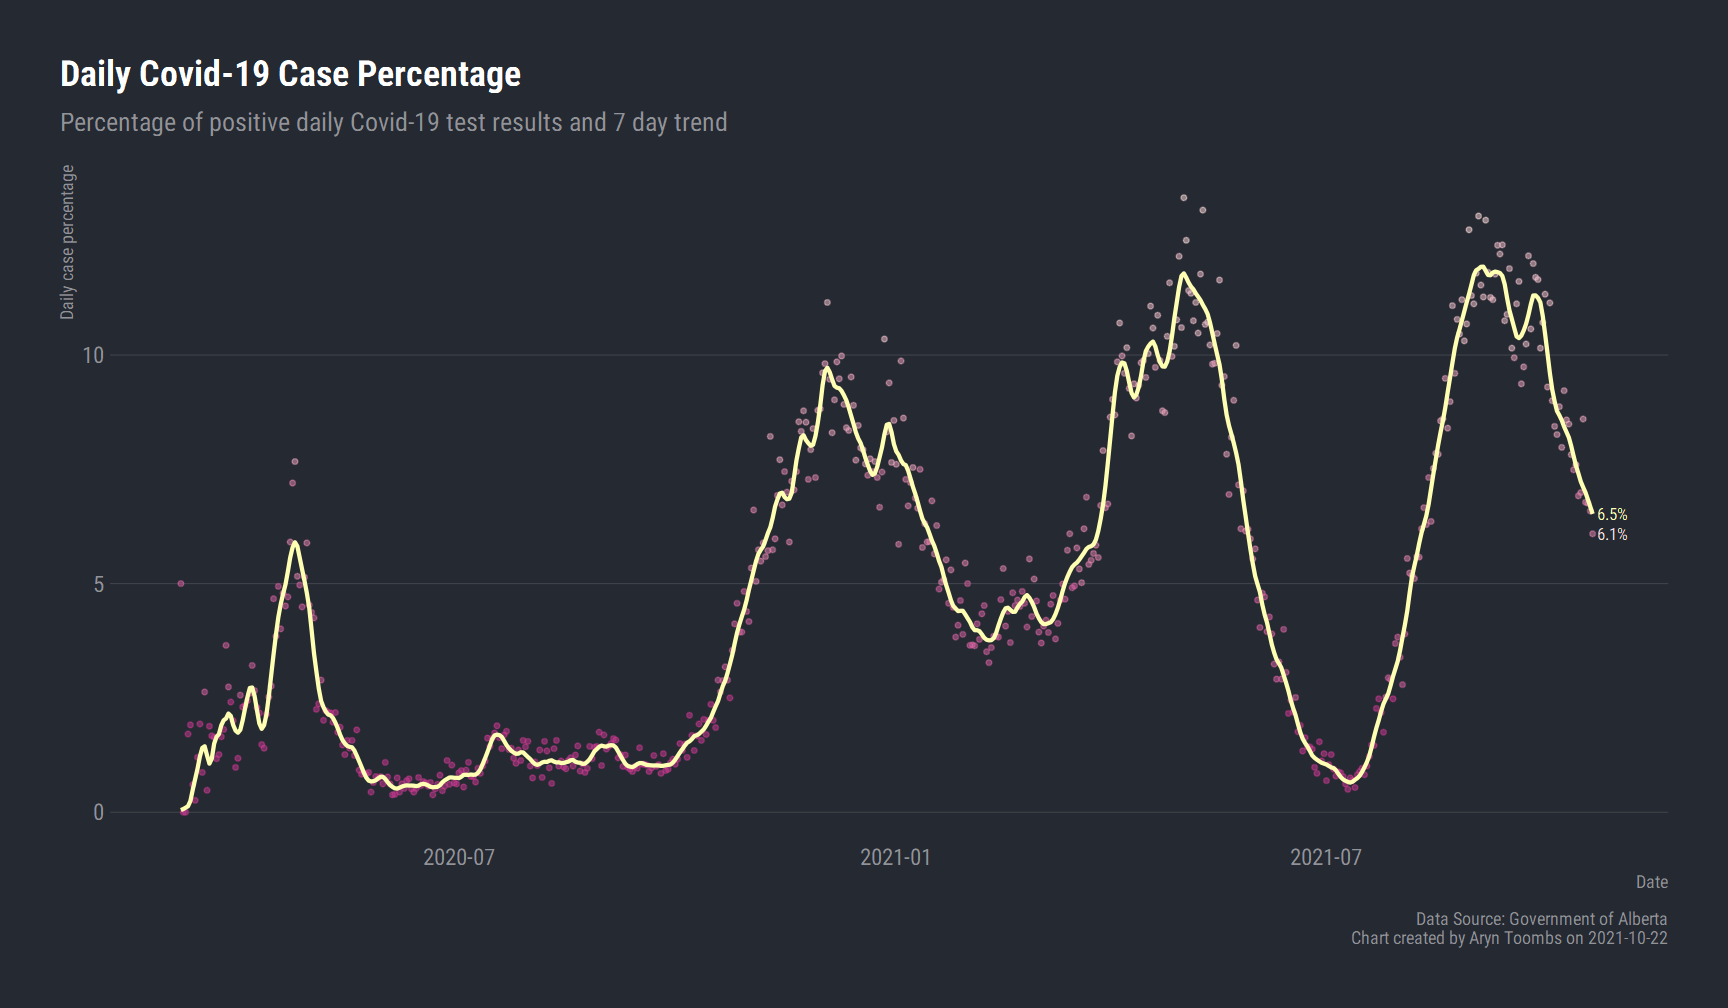 Daily Covid-19 Case Percentage
Percentage of positive daily Covid-19 test results and 7 day trend
Daily case percentage
10
5
0
6.5%
6.1%
2020-07
2021-01
2021-07
Date
Data Source: Government of Alberta
Chart created by Aryn Toombs on 2021-10-22